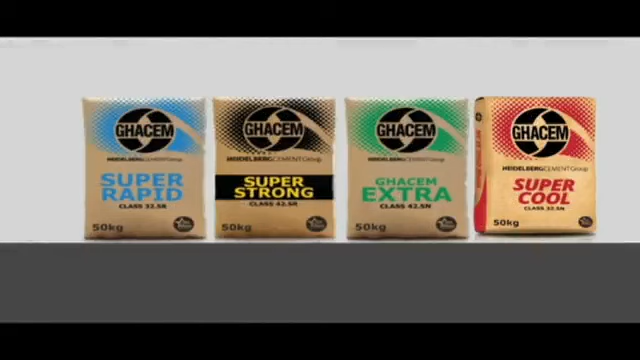 GHACEM
HEIDELBERGCEMENTGroup
SUPER
RAPID
CLASS 32.5R
50kg
GHACEM
HEIDELBERGCEMENTGroup
SUPER
STRONG
CLASS 42.5R
50kg
GHACEM
HEIDELBERGCEMENTGroup
GHACEM
EXTRA
CLASS 42.5N
50kg
GHACEM
HEIDELBERGCEMENTGroup
SUPER
COOL
CLASS 32.5N
50kg